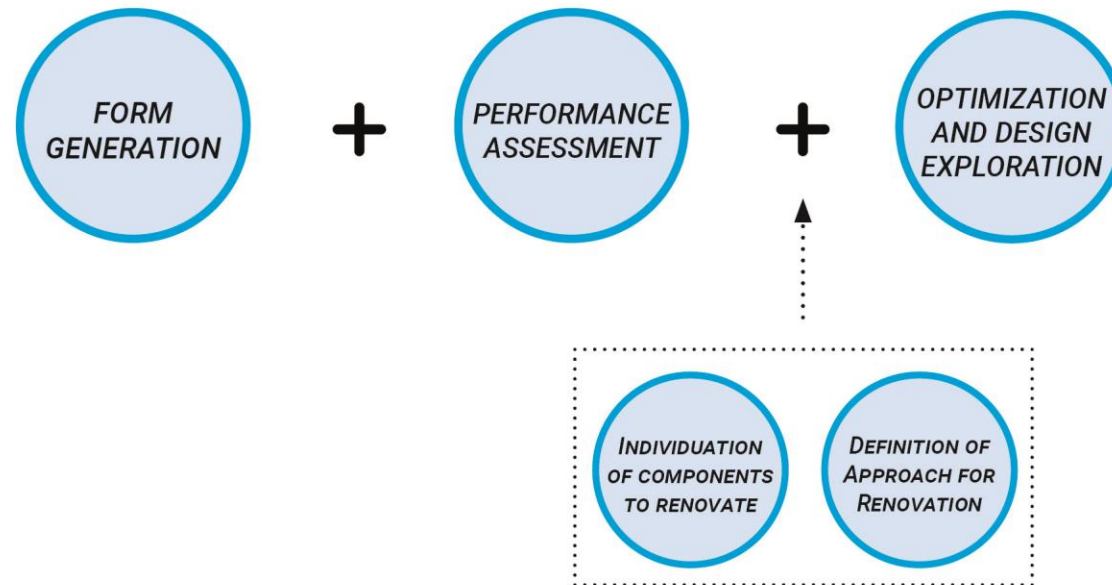 FORM
GENERATION
+
PERFORMANCE
ASSESSMENT
+
OPTIMIZATION
AND DESIGN
EXPLORATION
INDIVIDUATION
OF COMPONENTS
TO RENOVATE
DEFINITION OF
APPROACH FOR
RENOVATION